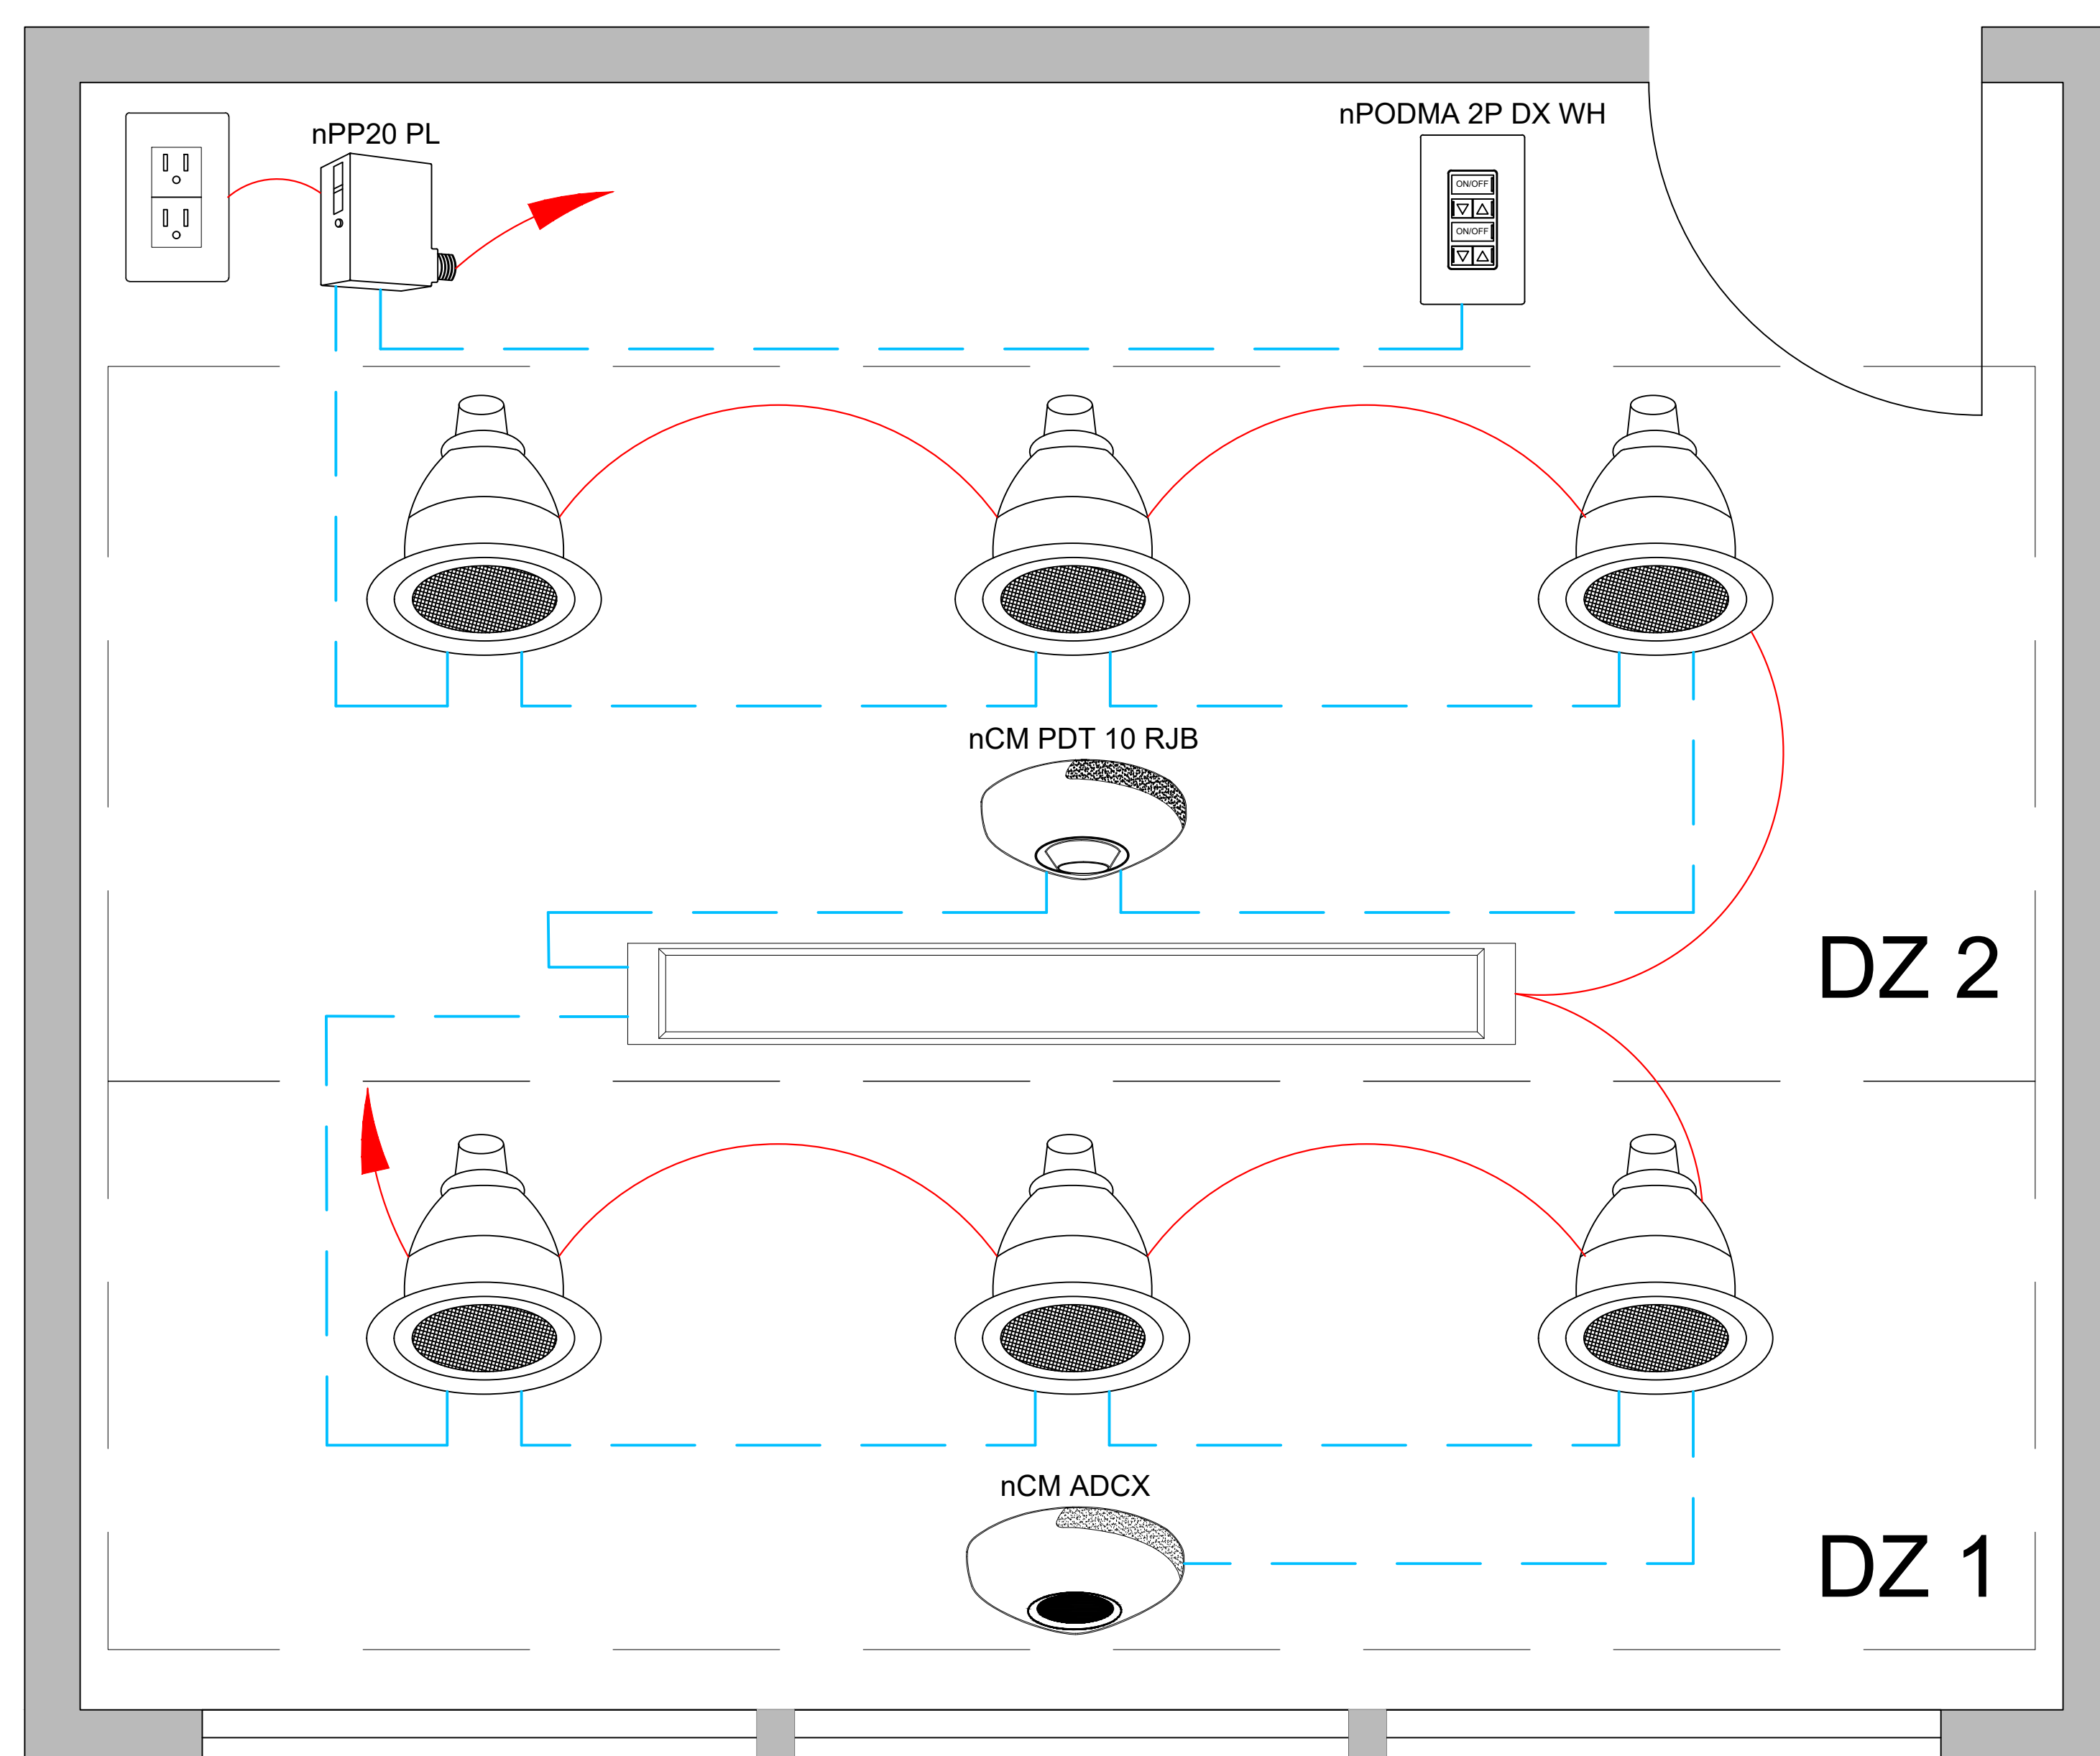 nPP20 PL
nPODMA 2P DX WH
ON/OFF
ON/OFF
nCM PDT 10 RJB
DZ 2
nCM ADCX
DZ 1